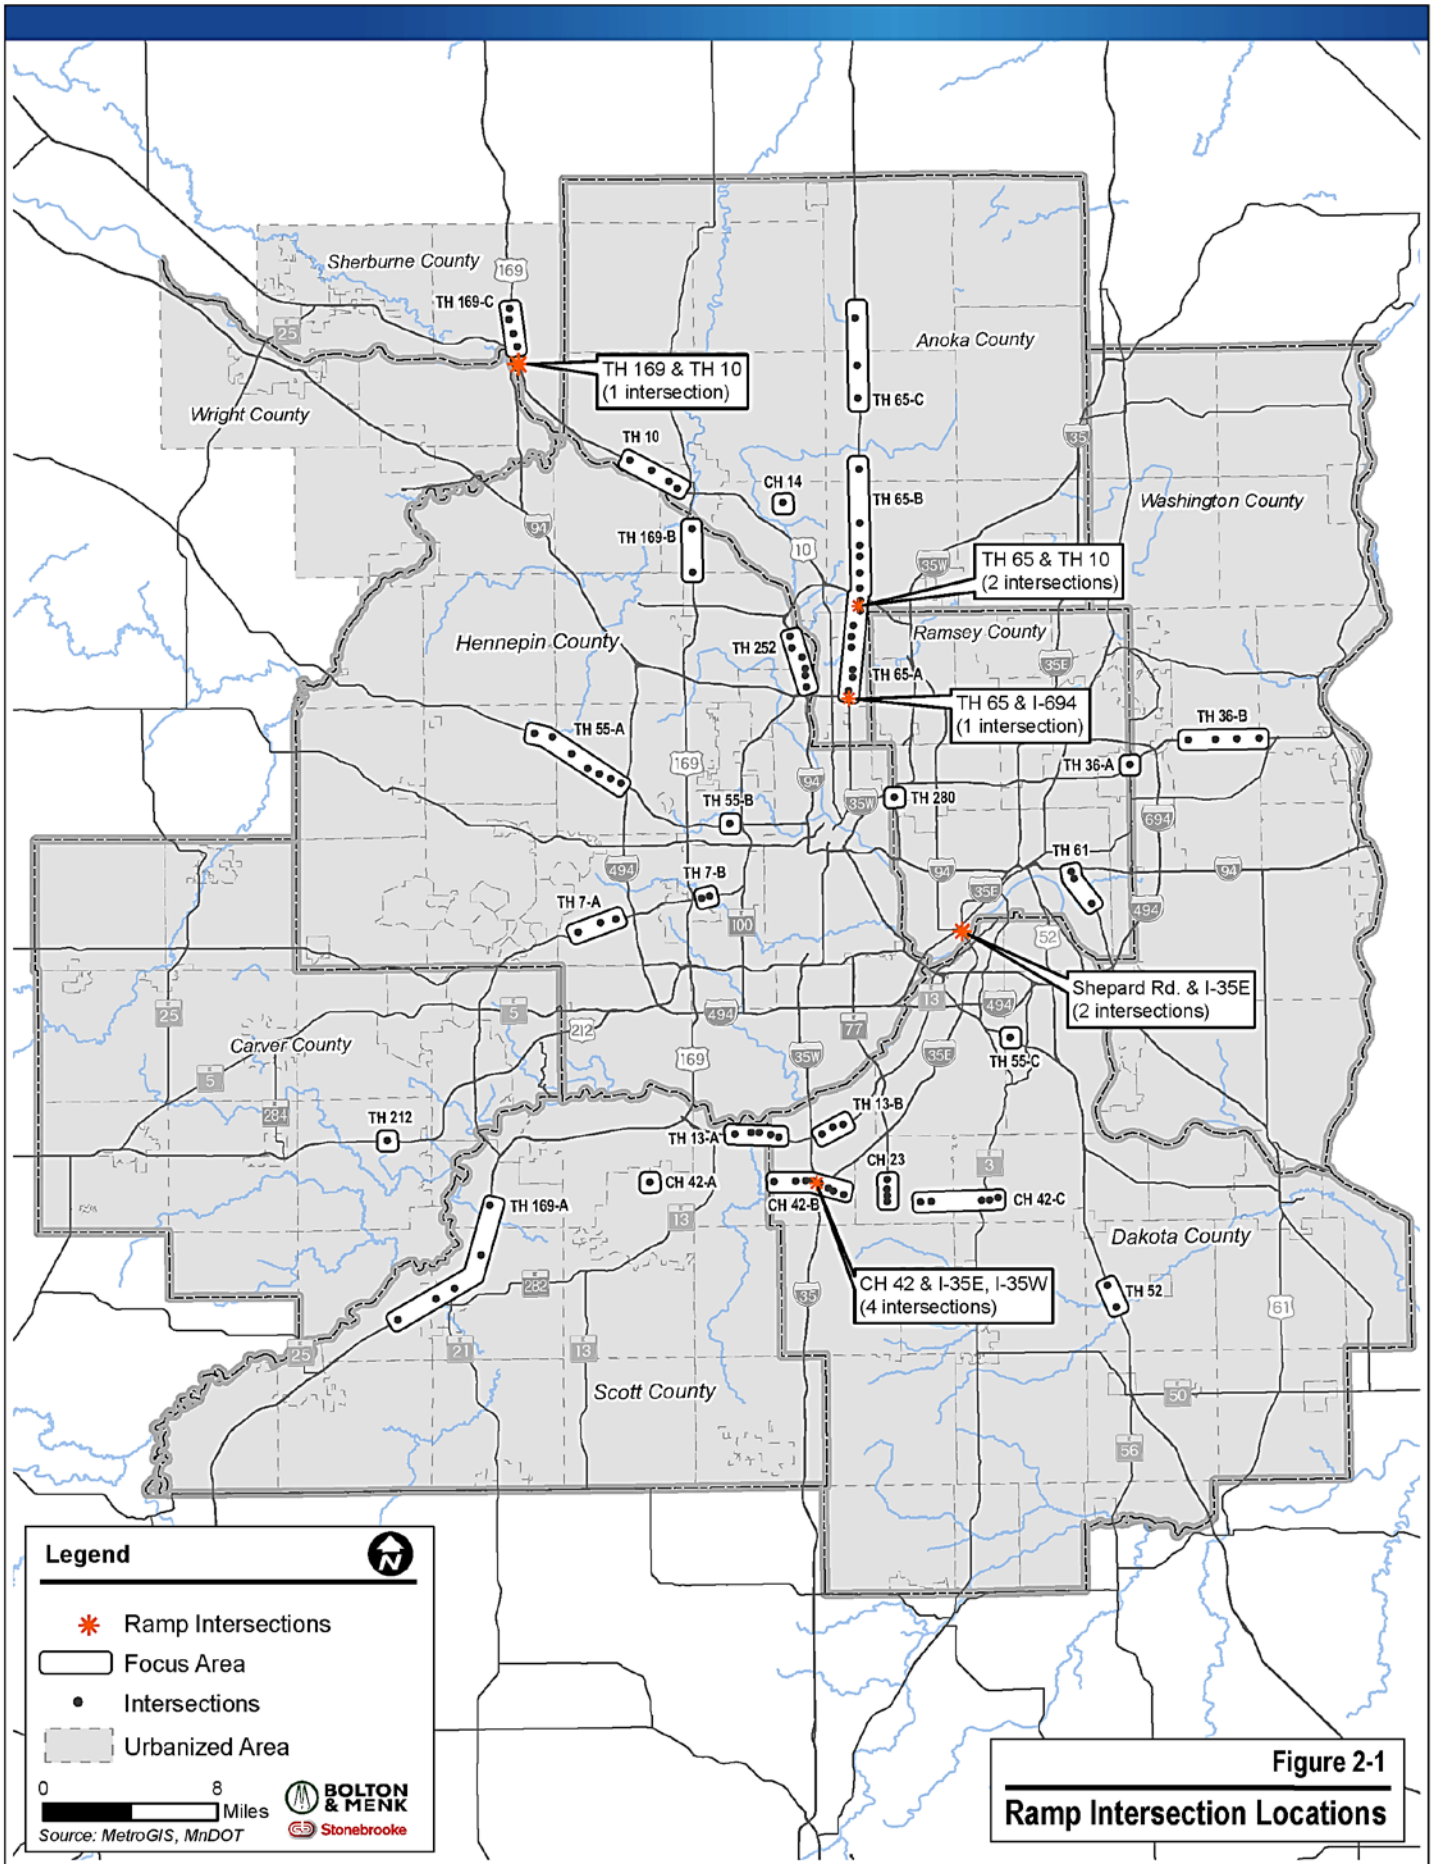 Sherburne County
169
TH 169-C
25
Anoka County
TH 169 & TH 10
(1 intersection)
Wright County
TH 65-C
35
TH 10
CH 14
TH 65-B
Washington County
94
TH 169-B
10
35W
TH 65 & TH 10
(2 intersections)
Hennepin County
TH 252
Ramsey County
35E
TH 65-A
TH 65 & I-694
(1 intersection)
TH 36-B
TH 55-A
169
TH 36-A
94
TH 55-B
35W
TH 280
694
TH 61
494
TH 7-B
94
94
35E
TH 7-A
100
494
52
Shepard Rd. & I-35E
(2 intersections)
25
5
212
494
77
13
494
Carver County
169
35W
35E
TH 55-C
5
284
TH 212
TH 13-B
TH 13-A
CH 23
3
CH 42-A
CH 42-B
CH 42-C
TH 169-A
13
Dakota County
282
CH 42 & I-35E, I-35W
(4 intersections)
35
TH 52
61
25
21
13
Scott County
50
56
Legend
N
Ramp Intersections
Focus Area
Intersections
Urbanized Area
0 8
Miles
BOLTON
& MENK
Stonebrooke
Source: MetroGIS, MnDOT
Figure 2-1
Ramp Intersection Locations